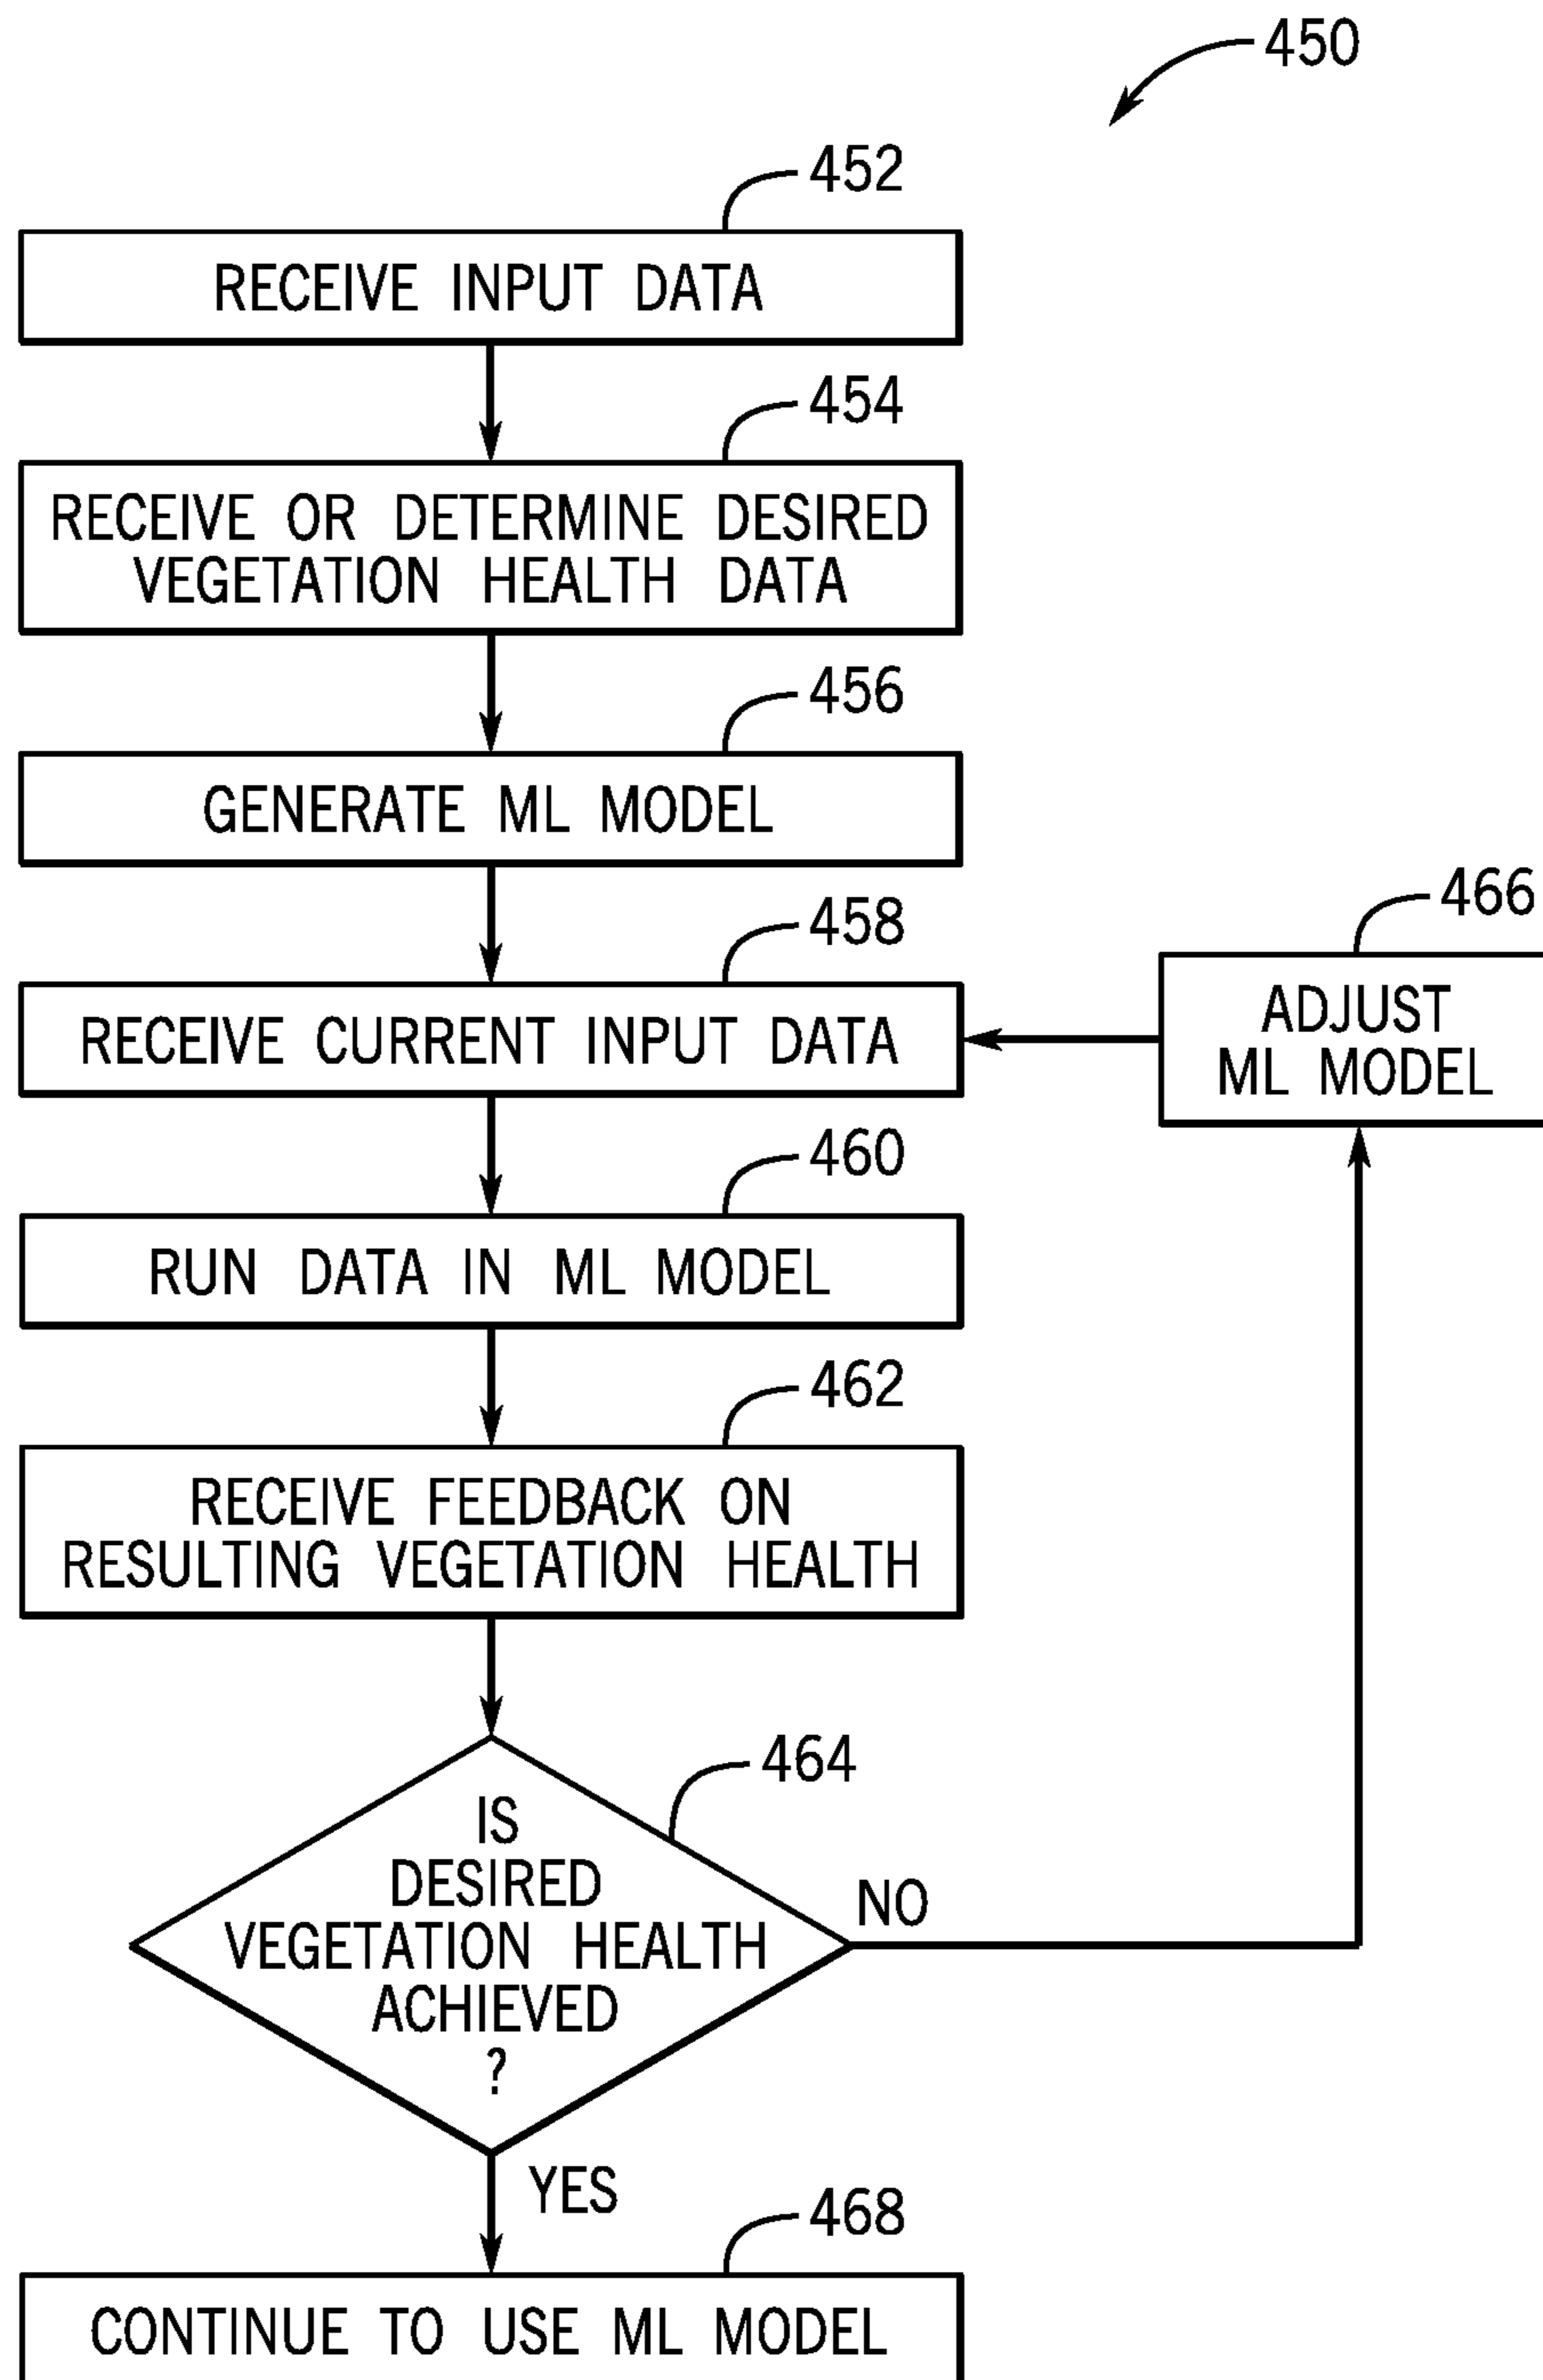 450
452
RECEIVE INPUT DATA
454
RECEIVE OR DETERMINE DESIRED
VEGETATION HEALTH DATA
456
GENERATE ML MODEL
458
RECEIVE CURRENT INPUT DATA
466
ADJUST
ML MODEL
460
RUN DATA IN ML MODEL
462
RECEIVE FEEDBACK ON
RESULTING VEGETATION HEALTH
464
IS
DESIRED
VEGETATION HEALTH
ACHIEVED
?
NO
YES
468
CONTINUE TO USE ML MODEL